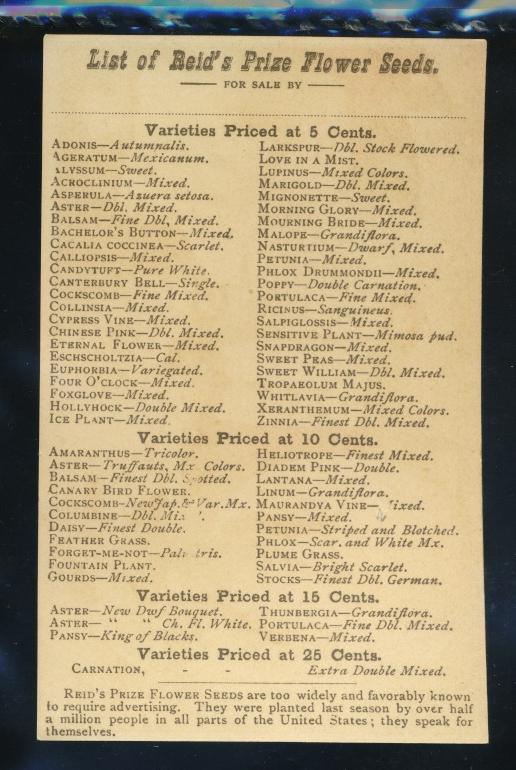 List of Reid's Prize Flower Seeds.
FOR SALE BY
Varieties Priced at 5 Cents.
ADONIS—Autumnalis.
AGERATUM—Mexicanum.
ALYSSUM—Sweet.
ACROCLINIUM—Mixed.
ASPERULA—Azuera setosa.
ASTER—Dbl. Mixed.
BALSAM—Fine Dbl, Mixed.
BACHELOR'S BUTTON—Mixed.
CACALIA COCCINEA—Scarlet.
CALLIOPSIS—Mixed.
CANDYTUFT—Pure White.
CANTERBURY BELL—Single.
COCKSCOMB—Fine Mixed.
COLLINSIA—Mixed.
CYPRESS VINE—Mixed.
CHINESE PINK—Dbl. Mixed.
ETERNAL FLOWER—Mixed.
ESCHSCHOLTZIA—Cal.
EUPHORBIA—Variegated.
FOUR O'CLOCK—Mixed.
FOXGLOVE—Mixed.
HOLLYHOCK—Double Mixed.
ICE PLANT—Mixed.
LARKSPUR—Dbl. Stock Flowered.
LOVE IN A MIST.
LUPINUS—Mixed Colors.
MARIGOLD—Dbl. Mixed.
MIGNONETTE—Sweet.
MORNING GLORY—Mixed.
MOURNING BRIDE—Mixed.
MALOPE—Grandiflora.
NASTURTIUM—Dwarf, Mixed.
PETUNIA—Mixed.
PHLOX DRUMMONDII—Mixed.
POPPY—Double Carnation.
PORTULACA—Fine Mixed.
RICINUS—Sanguineus.
SALPIGLOSSIS—Mixed.
SENSITIVE PLANT—Mimosa pud.
SNAPDRAGON—Mixed.
SWEET PEAS—Mixed.
SWEET WILLIAM—Dbl. Mixed.
TROPAEOLUM MAJUS.
WHITLAVIA—Grandiflora.
XERANTHEMUM—Mixed Colors.
ZINNIA—Finest Dbl. Mixed.
Varieties Priced at 10 Cents.
AMARANTHUS—Tricolor.
ASTER—Truffauts, Mx Colors.
BALSAM—Finest Dbl. Spotted.
CANARY BIRD FLOWER.
COCKSCOMB—New Jap. & Var. Mx.
COLUMBINE—Dbl.
DAISY—Finest Double.
FEATHER GRASS.
FORGET-ME-NOT—
FOUNTAIN PLANT.
GOURDS—Mixed.
HELIOTROPE—Finest Mixed.
DIADEM PINK—Double.
LANTANA—Mixed.
LINUM—Grandiflora.
MAURANDYA VINE—Mixed.
PANSY—Mixed.
PETUNIA—Striped and Blotched.
PHLOX—Scar. and White Mx.
PLUME GRASS.
SALVIA—Bright Scarlet.
STOCKS—Finest Dbl. German.
Varieties Priced at 15 Cents.
ASTER—New Dwf Bouquet.
ASTER— " " Ch. Fl. White.
PANSY—King of Blacks.
THUNBERGIA—Grandiflora.
PORTULACA—Fine Dbl. Mixed.
VERBENA—Mixed.
Varieties Priced at 25 Cents.
CARNATION, - - Extra Double Mixed.
REID'S PRIZE FLOWER SEEDS are too widely and favorably known
to require advertising. They were planted last season by over half
a million people in all parts of the United States; they speak for
themselves.